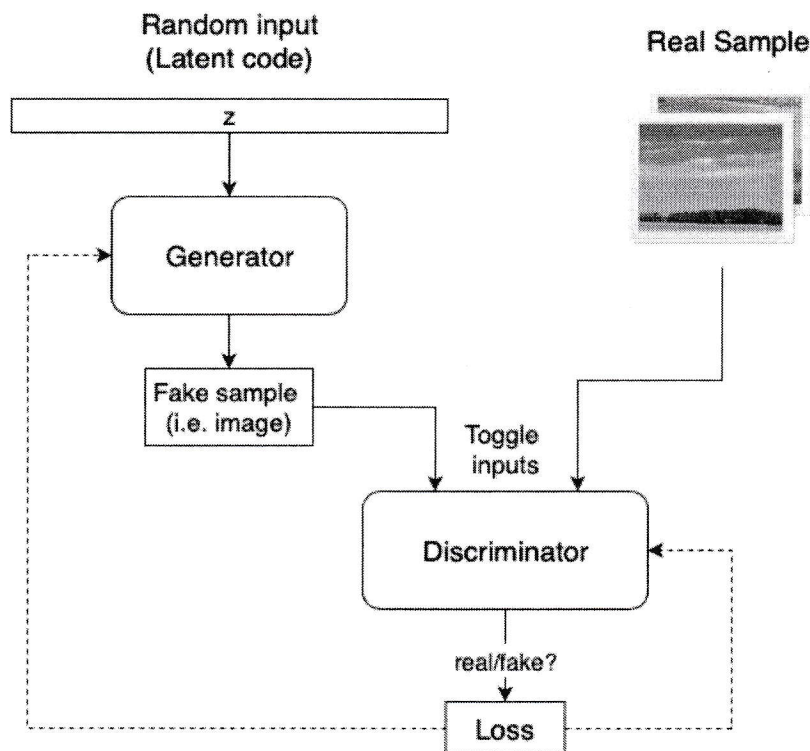 Random input
(Latent code)
Real Sample
z
Generator
Fake sample
(i.e. image)
Toggle
inputs
Discriminator
real/fake?
Loss